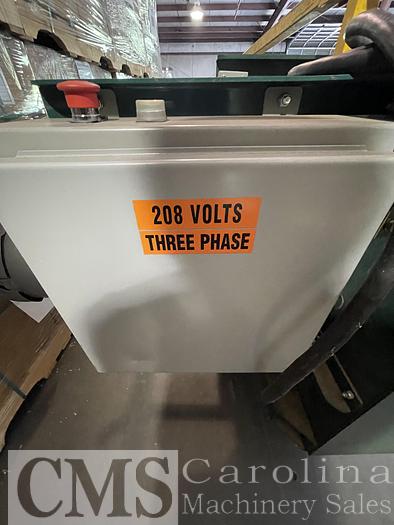 208 VOLTS
THREE PHASE
CMS Carolina
Machinery Sales